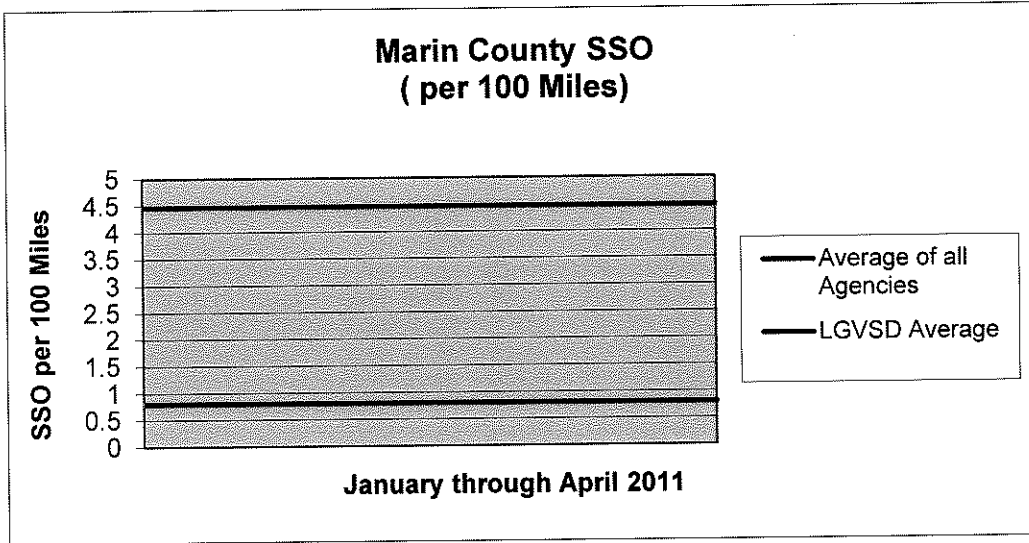 Marin County SSO
( per 100 Miles)
SSO per 100 Miles
5
4.5
4
3.5
3
2.5
2
1.5
1
0.5
0
January through April 2011
Average of all
Agencies
LGVSD Average